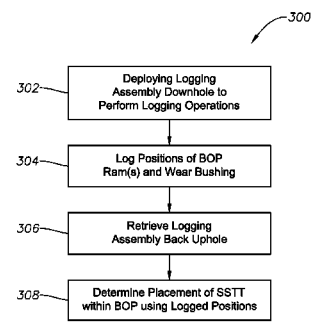 300
302
Deploying Logging
Assembly Downhole to
Perform Logging Operations
304
Log Positions of BOP
Ram(s) and Wear Bushing
306
Retrieve Logging
Assembly Back Uphole
308
Determine Placement of SSTT
within BOP using Logged Positions